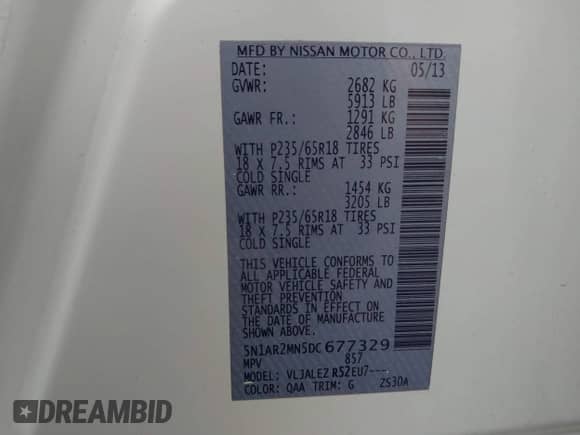 MFD BY NISSAN MOTOR CO., LTD.
DATE: 05/13
GVWR: 2682 KG
5913 LB
GAWR FR.: 1291 KG
2846 LB
WITH P235/65R18 TIRES
18 X 7.5 RIMS AT 33 PSI
COLD SINGLE
GAWR RR.: 1454 KG
3205 LB
WITH P235/65R18 TIRES
18 X 7.5 RIMS AT 33 PSI
COLD SINGLE
THIS VEHICLE CONFORMS TO
ALL APPLICABLE FEDERAL
MOTOR VEHICLE SAFETY AND
THEFT PREVENTION
STANDARDS IN EFFECT ON
THE DATE OF MANUFACTURE
SHOWN ABOVE.
5N1AR2MN5DC677329
MPV 857
MODEL: VLJALEZ R52EU7---
COLOR: QAA TRIM: G ZS30A
DREAMBID